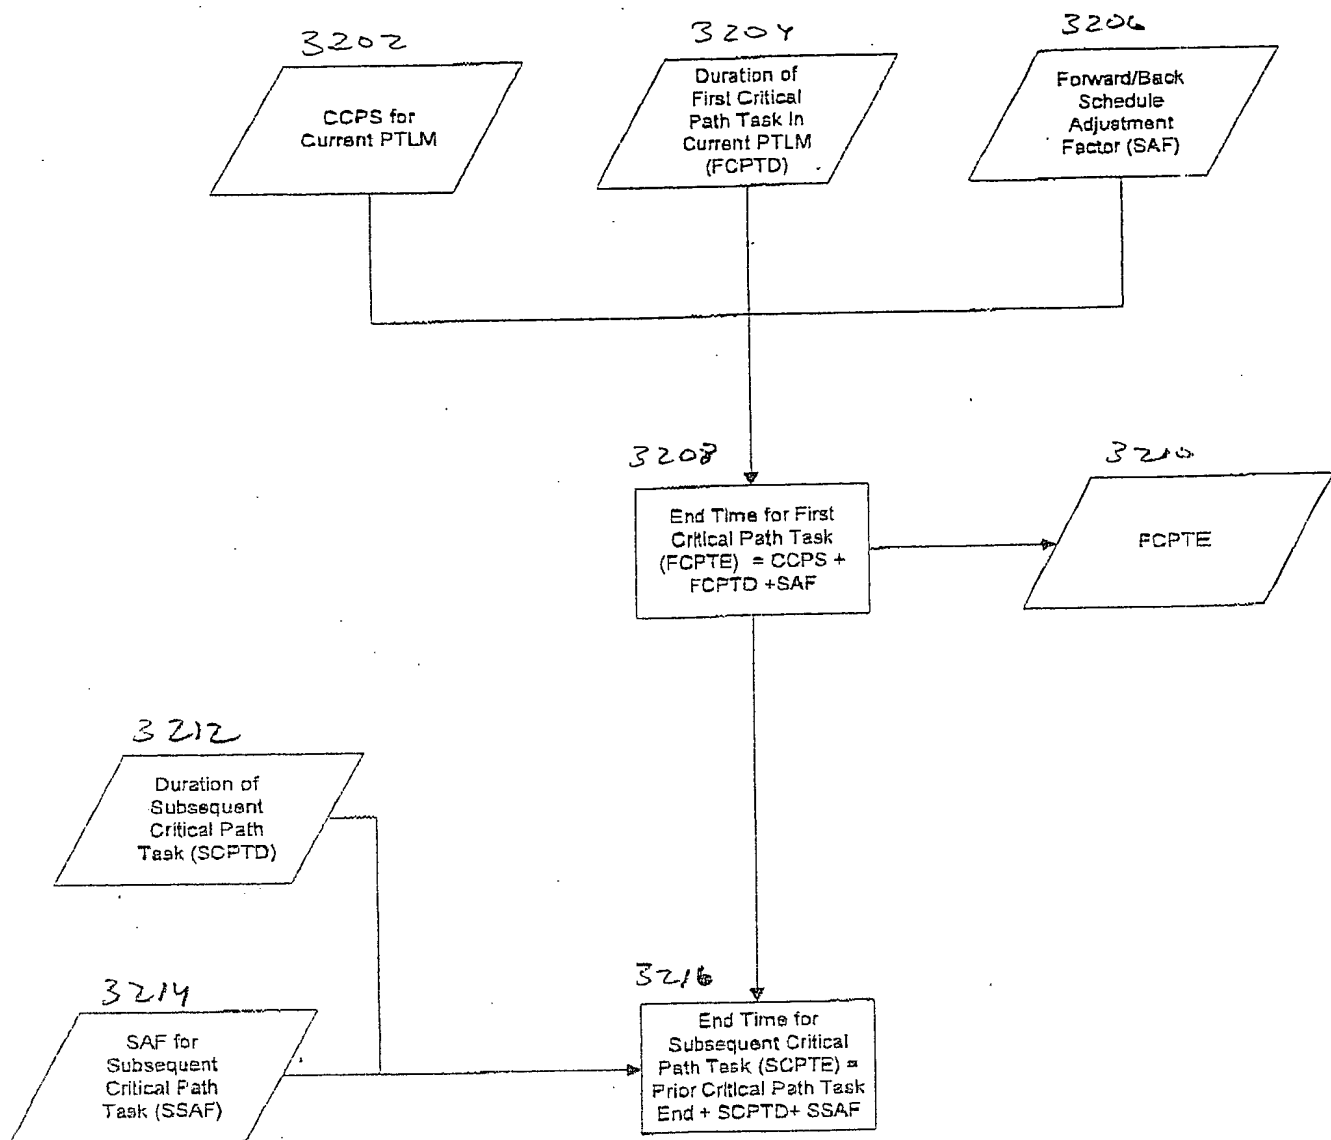 3202
CCPS for
Current PTLM
3204
Duration of
First Critical
Path Task In
Current PTLM
(FCPTD)
3206
Forward/Back
Schedule
Adjustment
Factor (SAF)
3208
End Time for First
Critical Path Task
(FCPTE) = CCPS +
FCPTD +SAF
3210
FCPTE
3212
Duration of
Subsequent
Critical Path
Task (SCPTD)
3214
SAF for
Subsequent
Critical Path
Task (SSAF)
3216
End Time for
Subsequent Critical
Path Task (SCPTE) =
Prior Critical Path Task
End + SCPTD+ SSAF